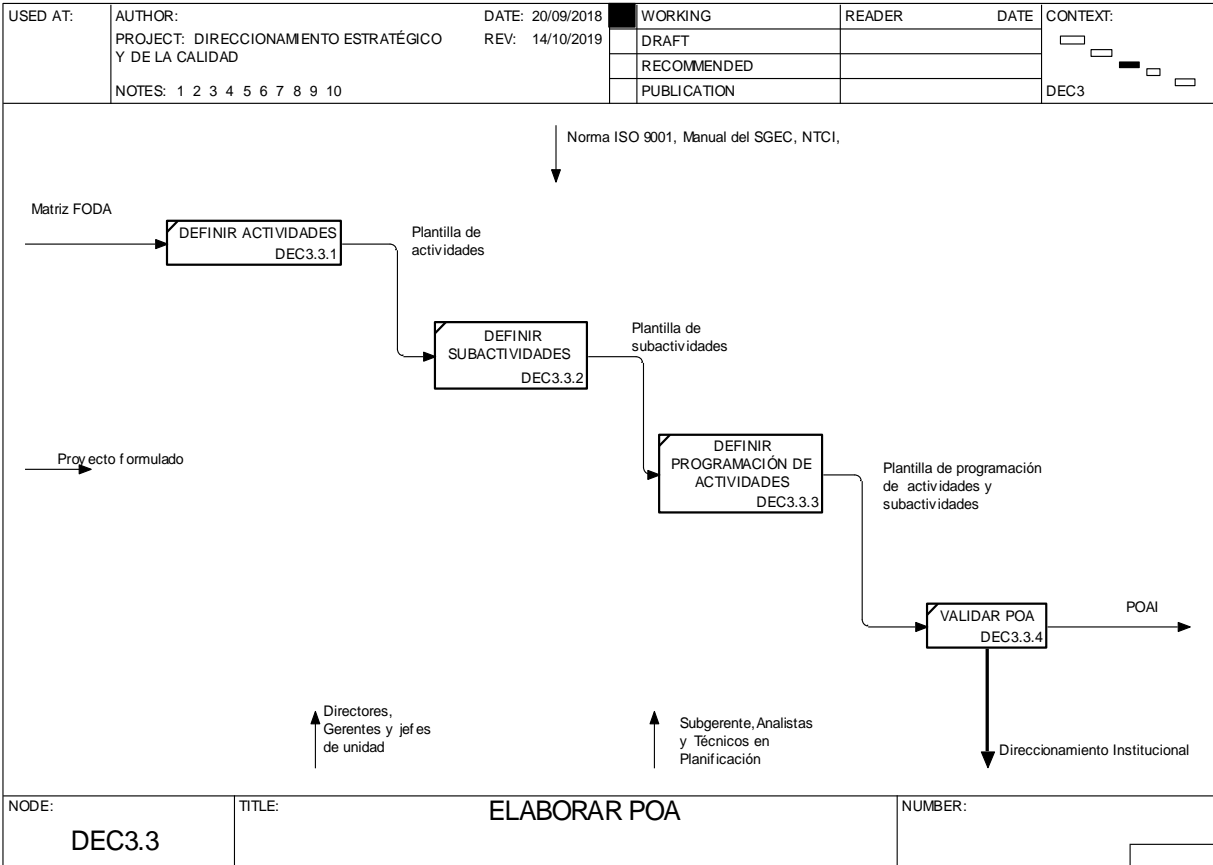 USED AT:
AUTHOR:
DATE: 20/09/2018
PROJECT: DIRECCIONAMIENTO ESTRATÉGICO
Y DE LA CALIDAD
REV: 14/10/2019
NOTES: 1 2 3 4 5 6 7 8 9 10
WORKING
DRAFT
RECOMMENDED
PUBLICATION
READER
DATE
CONTEXT:
DEC3
Norma ISO 9001, Manual del SGEC, NTCI,
Matriz FODA
DEFINIR ACTIVIDADES
DEC3.3.1
Plantilla de
actividades
DEFINIR
SUBACTIVIDADES
DEC3.3.2
Plantilla de
subactividades
Proyecto formulado
DEFINIR
PROGRAMACIÓN DE
ACTIVIDADES
DEC3.3.3
Plantilla de programación
de actividades y
subactividades
VALIDAR POA
DEC3.3.4
POAI
Directores,
Gerentes y jefes
de unidad
Subgerente, Analistas
y Técnicos en
Planificación
Direccionamiento Institucional
NODE:
DEC3.3
TITLE:
ELABORAR POA
NUMBER: